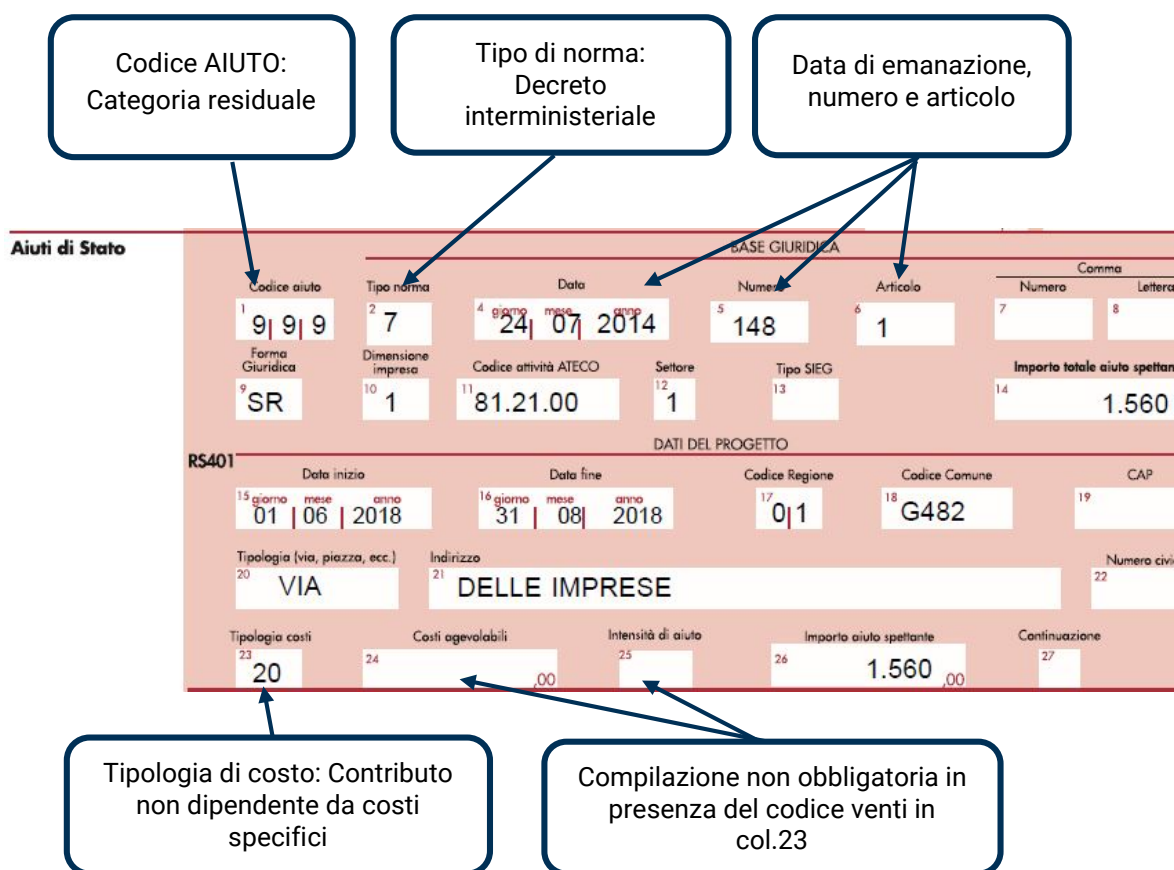 Codice AIUTO:
Categoria residuale
Tipo di norma:
Decreto
interministeriale
Data di emanazione,
numero e articolo
Aiuti di Stato
BASE GIURIDICA
Comma
Codice aiuto Tipo norma Data Numero Articolo Numero Lettera
1 9 9 9 2 7 4 giorno 24 mese 07 anno 2014 5 148 6 1 7 8
Forma
Giuridica
Dimensione
impresa
Codice attività ATECO Settore Tipo SIEG Importo totale aiuto spettan
9 SR 10 1 11 81.21.00 12 1 13 14 1.560
DATI DEL PROGETTO
RS401
Data inizio Data fine Codice Regione Codice Comune CAP
15 giorno 01 mese 06 anno 2018 16 giorno 31 mese 08 anno 2018 17 0 1 18 G482 19
Tipologia (via, piazza, ecc.) Indirizzo Numero civi
20 VIA 21 DELLE IMPRESE 22
Tipologia costi Costi agevolabili Intensità di aiuto Importo aiuto spettante Continuazione
23 20 24 ,00 25 26 1.560 ,00 27
Tipologia di costo: Contributo
non dipendente da costi
specifici
Compilazione non obbligatoria in
presenza del codice venti in
col.23